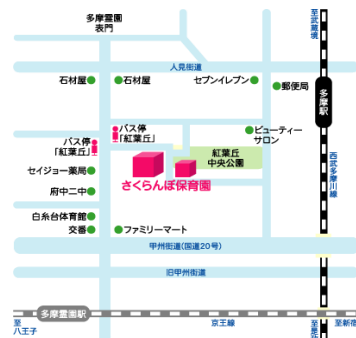 多摩霊園
表門
至武蔵境
人見街道
石材屋
石材屋
セブンイレブン
郵便局
多摩駅
バス停
「紅葉丘」
バス停
「紅葉丘」
ビューティー
サロン
紅葉丘
中央公園
セイジョー薬局
さくらんぼ保育園
西武多摩川線
府中二中
白糸台体育館
交番
ファミリーマート
甲州街道(国道20号)
旧甲州街道
多摩霊園駅
至
八王子
京王線
至是政
至新宿